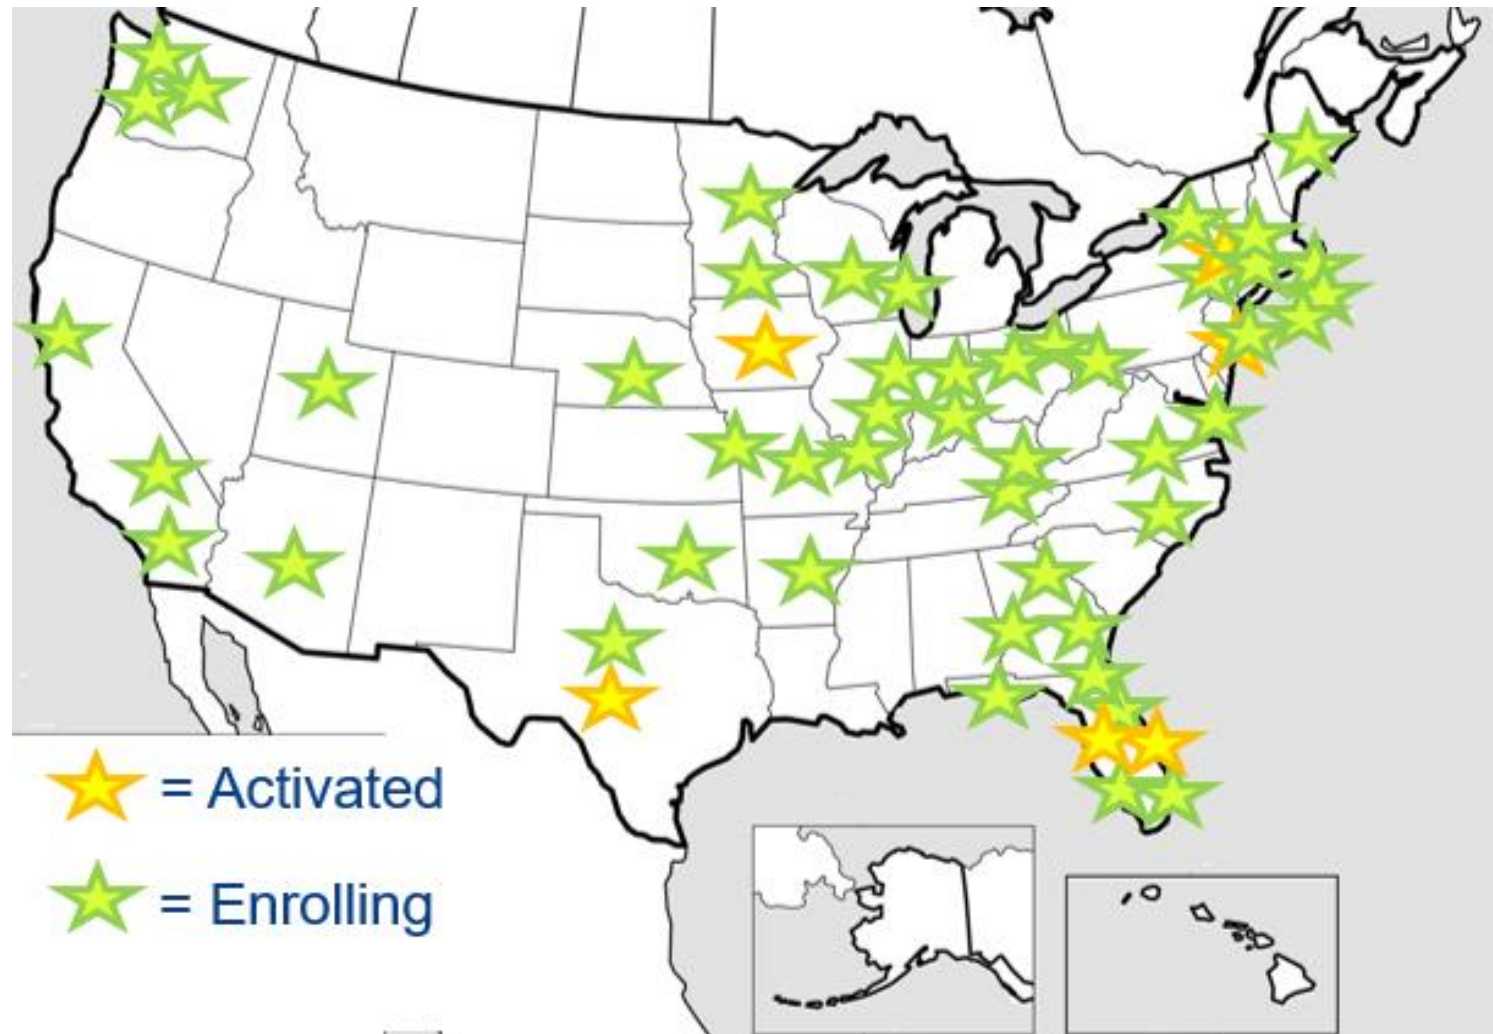 = Activated
= Enrolling